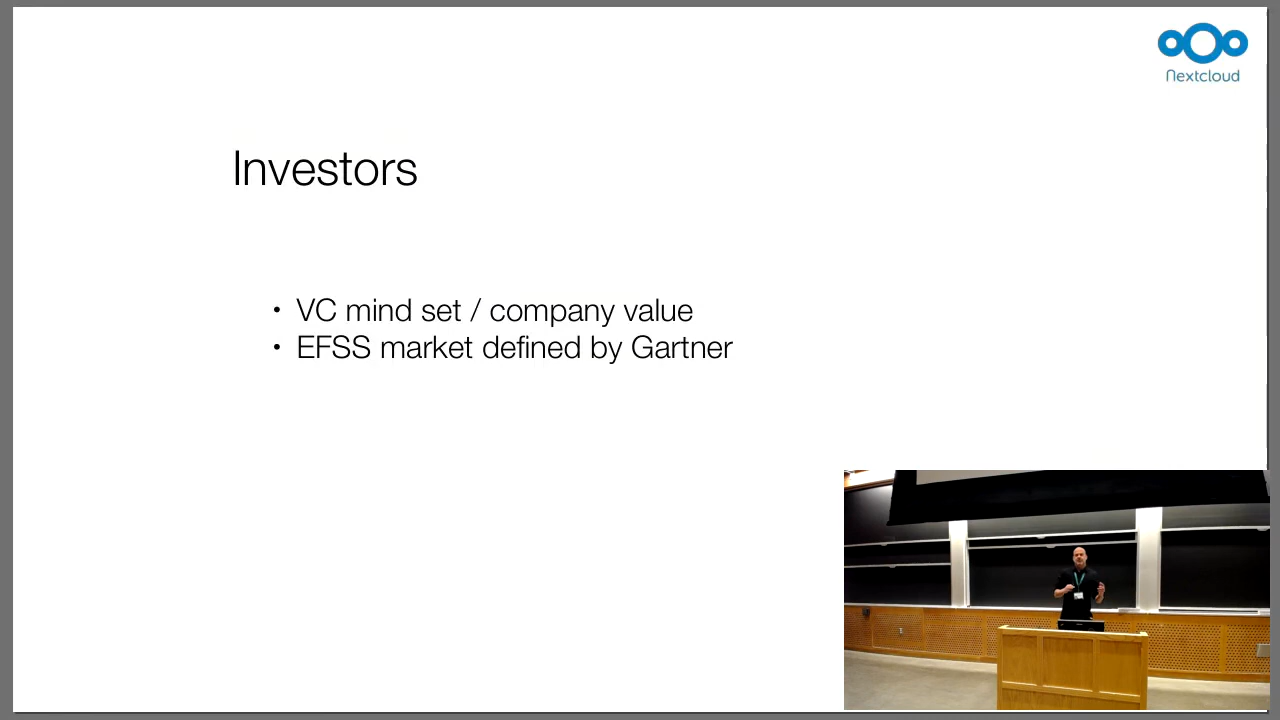 Nextcloud
Investors
• VC mind set / company value
• EFSS market defined by Gartner